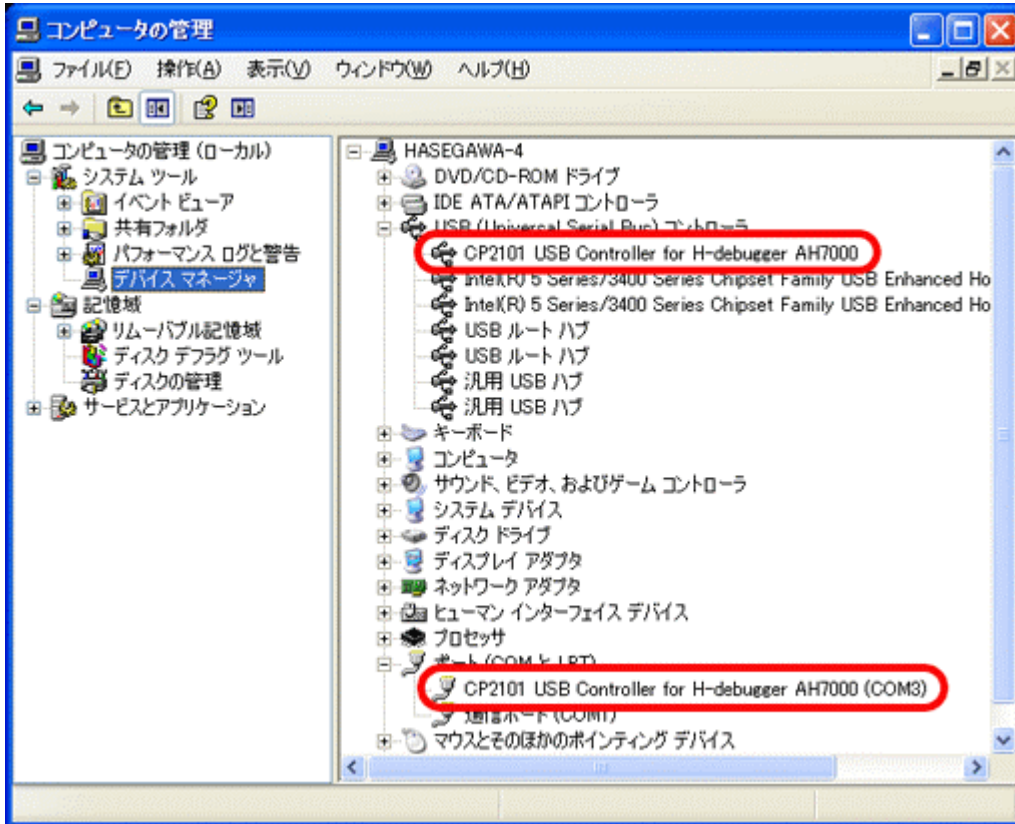 コンピュータの管理
ファイル(F) 操作(A) 表示(V) ウィンドウ(W) ヘルプ(H)
コンピュータの管理 (ローカル)
システム ツール
イベント ビューア
共有フォルダ
パフォーマンス ログと警告
デバイス マネージャ
記憶域
リムーバブル記憶域
ディスク デフラグ ツール
ディスクの管理
サービスとアプリケーション
HASEGAWA-4
DVD/CD-ROM ドライブ
IDE ATA/ATAPI コントローラ
USB (Universal Serial Bus) コントローラ
CP2101 USB Controller for H-debugger AH7000
Intel(R) 5 Series/3400 Series Chipset Family USB Enhanced Ho
Intel(R) 5 Series/3400 Series Chipset Family USB Enhanced Ho
USB ルート ハブ
USB ルート ハブ
汎用 USB ハブ
汎用 USB ハブ
キーボード
コンピュータ
サウンド、ビデオ、およびゲーム コントローラ
システム デバイス
ディスク ドライブ
ディスプレイ アダプタ
ネットワーク アダプタ
ヒューマン インターフェイス デバイス
プロセッサ
ポート (COM と LPT)
CP2101 USB Controller for H-debugger AH7000 (COM3)
通信ポート (COM1)
マウスとそのほかのポインティング デバイス